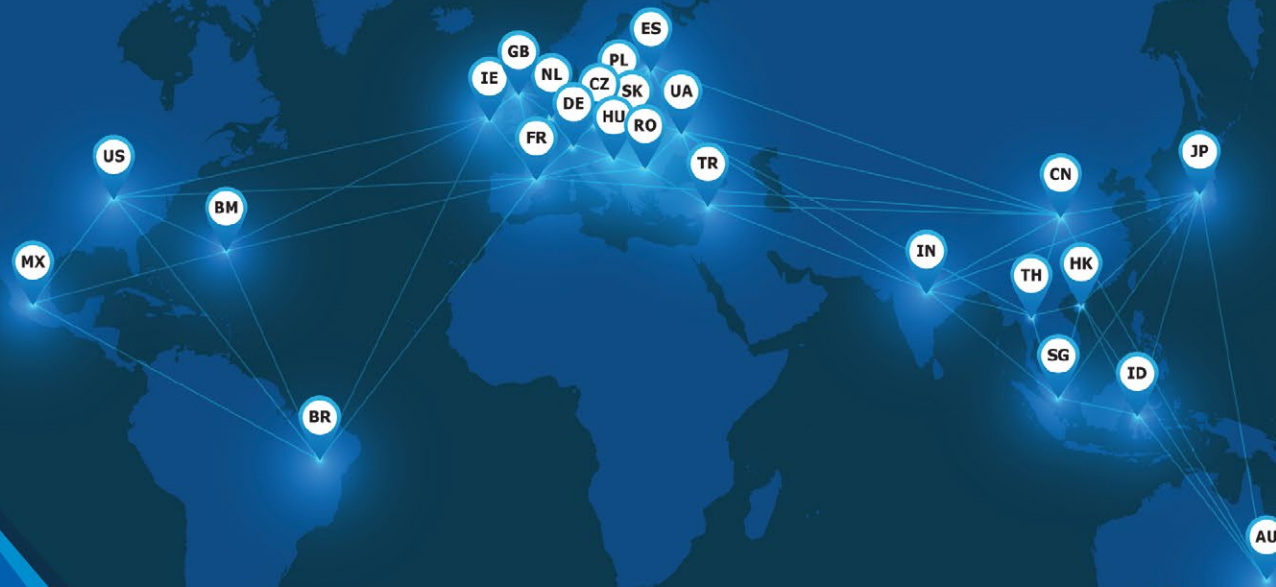 ES
GB
PL
NL
IE
CZ
SK
UA
DE
HU
RO
FR
US
JP
TR
CN
BM
IN
MX
HK
TH
SG
ID
BR
AU